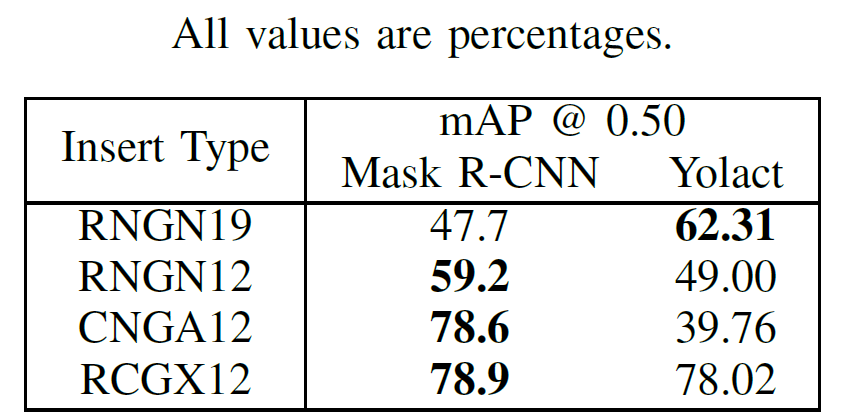 All values are percentages.
Insert Type mAP @ 0.50
Mask R-CNN Yolact
RNGN19 47.7 62.31
RNGN12 59.2 49.00
CNGA12 78.6 39.76
RCGX12 78.9 78.02